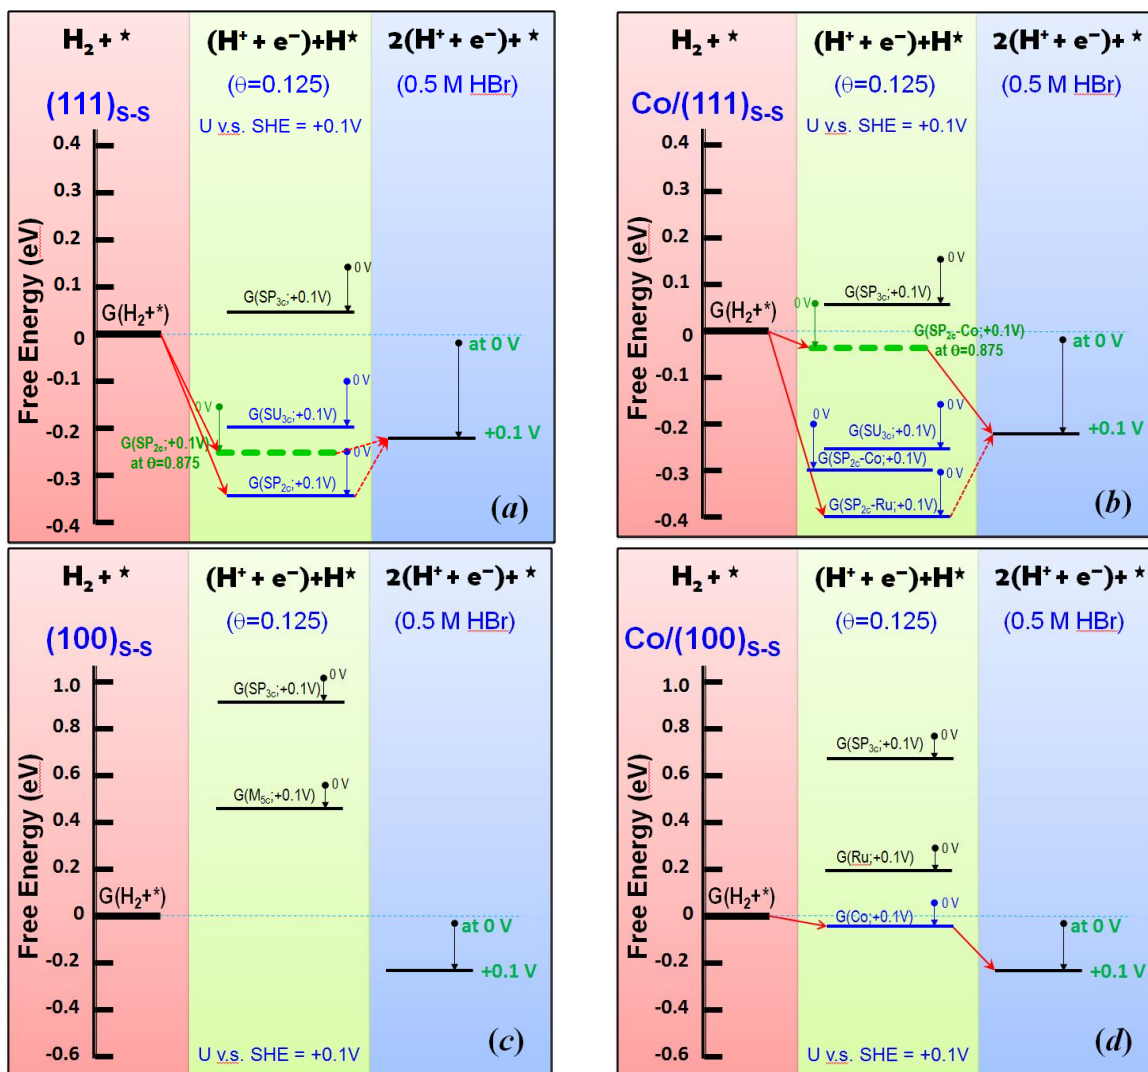 H₂ + ⋆ (H⁺ + e⁻)+H⋆ 2(H⁺ + e⁻)+ ⋆
(θ=0.125) (0.5 M HBr)
(111)S-S
U v.s. SHE = +0.1V
Free Energy (eV)
0.4
0.3
0.2
0.1
0
-0.1
-0.2
-0.3
-0.4
G(H₂+*)
0 V
G(SP3c;+0.1V)
at 0 V
0 V
0 V
G(SU3c;+0.1V)
G(SP2c;+0.1V)
at θ=0.875
+0.1 V
0V
G(SP2c;+0.1V)
(a)
H₂ + ⋆ (H⁺ + e⁻)+H⋆ 2(H⁺ + e⁻)+ ⋆
(θ=0.125) (0.5 M HBr)
Co/(111)S-S
U v.s. SHE = +0.1V
Free Energy (eV)
0.4
0.3
0.2
0.1
0
-0.1
-0.2
-0.3
-0.4
G(H₂+*)
0 V
G(SP3c;+0.1V)
0V
G(SP2c-Co;+0.1V)
at θ=0.875
at 0 V
0 V
0 V
G(SU3c;+0.1V)
+0.1 V
G(SP2c-Co;+0.1V)
0 V
G(SP2c-Ru;+0.1V)
(b)
H₂ + ⋆ (H⁺ + e⁻)+H⋆ 2(H⁺ + e⁻)+ ⋆
(θ=0.125) (0.5 M HBr)
(100)S-S
Free Energy (eV)
1.0
0.8
0.6
0.4
0.2
0
-0.2
-0.4
-0.6
G(H₂+*)
G(SP3c;+0.1V)
0 V
0 V
G(M5c;+0.1V)
at 0 V
+0.1 V
U v.s. SHE = +0.1V
(c)
H₂ + ⋆ (H⁺ + e⁻)+H⋆ 2(H⁺ + e⁻)+ ⋆
(θ=0.125) (0.5 M HBr)
Co/(100)S-S
Free Energy (eV)
1.0
0.8
0.6
0.4
0.2
0
-0.2
-0.4
-0.6
G(H₂+*)
G(SP3c;+0.1V)
0 V
G(Ru;+0.1V)
0 V
G(Co;+0.1V)
0 V
at 0 V
+0.1 V
U v.s. SHE = +0.1V
(d)